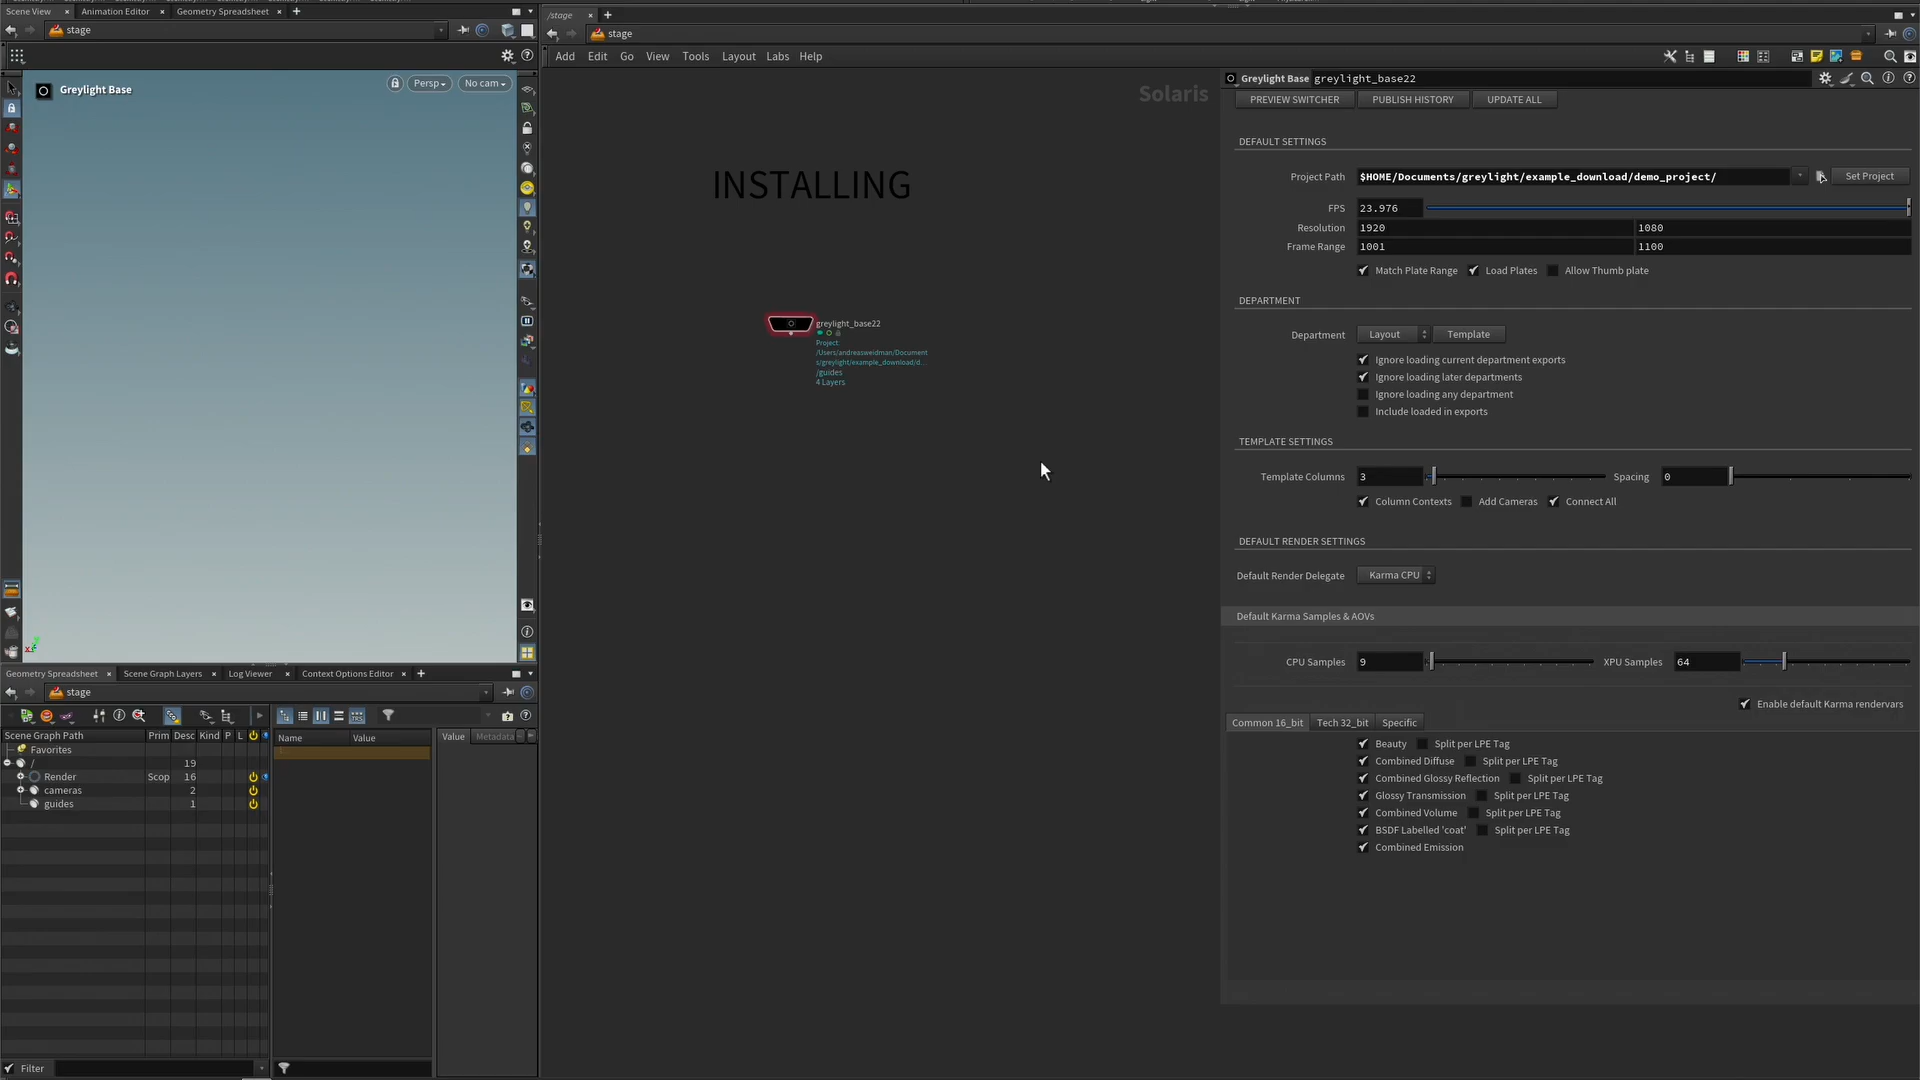 Scene View
Animation Editor
Geometry Spreadsheet
stage
Greylight Base
Persp
No cam
/stage
stage
Add Edit Go View Tools Layout Labs Help
Solaris
INSTALLING
greylight_base22
Project
/Users/andreasweidman/Document
s/greylight/example_download/d...
/guides
4 Layers
Greylight Base greylight_base22
PREVIEW SWITCHER
PUBLISH HISTORY
UPDATE ALL
DEFAULT SETTINGS
Project Path $HOME/Documents/greylight/example_download/demo_project/ Set Project
FPS 23.976
Resolution 1920 1080
Frame Range 1001 1100
Match Plate Range Load Plates Allow Thumb plate
DEPARTMENT
Department Layout Template
Ignore loading current department exports
Ignore loading later departments
Ignore loading any department
Include loaded in exports
TEMPLATE SETTINGS
Template Columns 3 Spacing 0
Column Contexts Add Cameras Connect All
DEFAULT RENDER SETTINGS
Default Render Delegate Karma CPU
Default Karma Samples & AOVs
CPU Samples 9 XPU Samples 64
Enable default Karma rendervars
Common 16_bit Tech 32_bit Specific
Beauty Split per LPE Tag
Combined Diffuse Split per LPE Tag
Combined Glossy Reflection Split per LPE Tag
Glossy Transmission Split per LPE Tag
Combined Volume Split per LPE Tag
BSDF Labelled 'coat' Split per LPE Tag
Combined Emission
Geometry Spreadsheet
Scene Graph Layers
Log Viewer
Context Options Editor
stage
Scene Graph Path Prim Desc Kind P L
Favorites
/ 19
Render Scop 16
cameras 2
guides 1
Name Value
Value Metadata
Filter